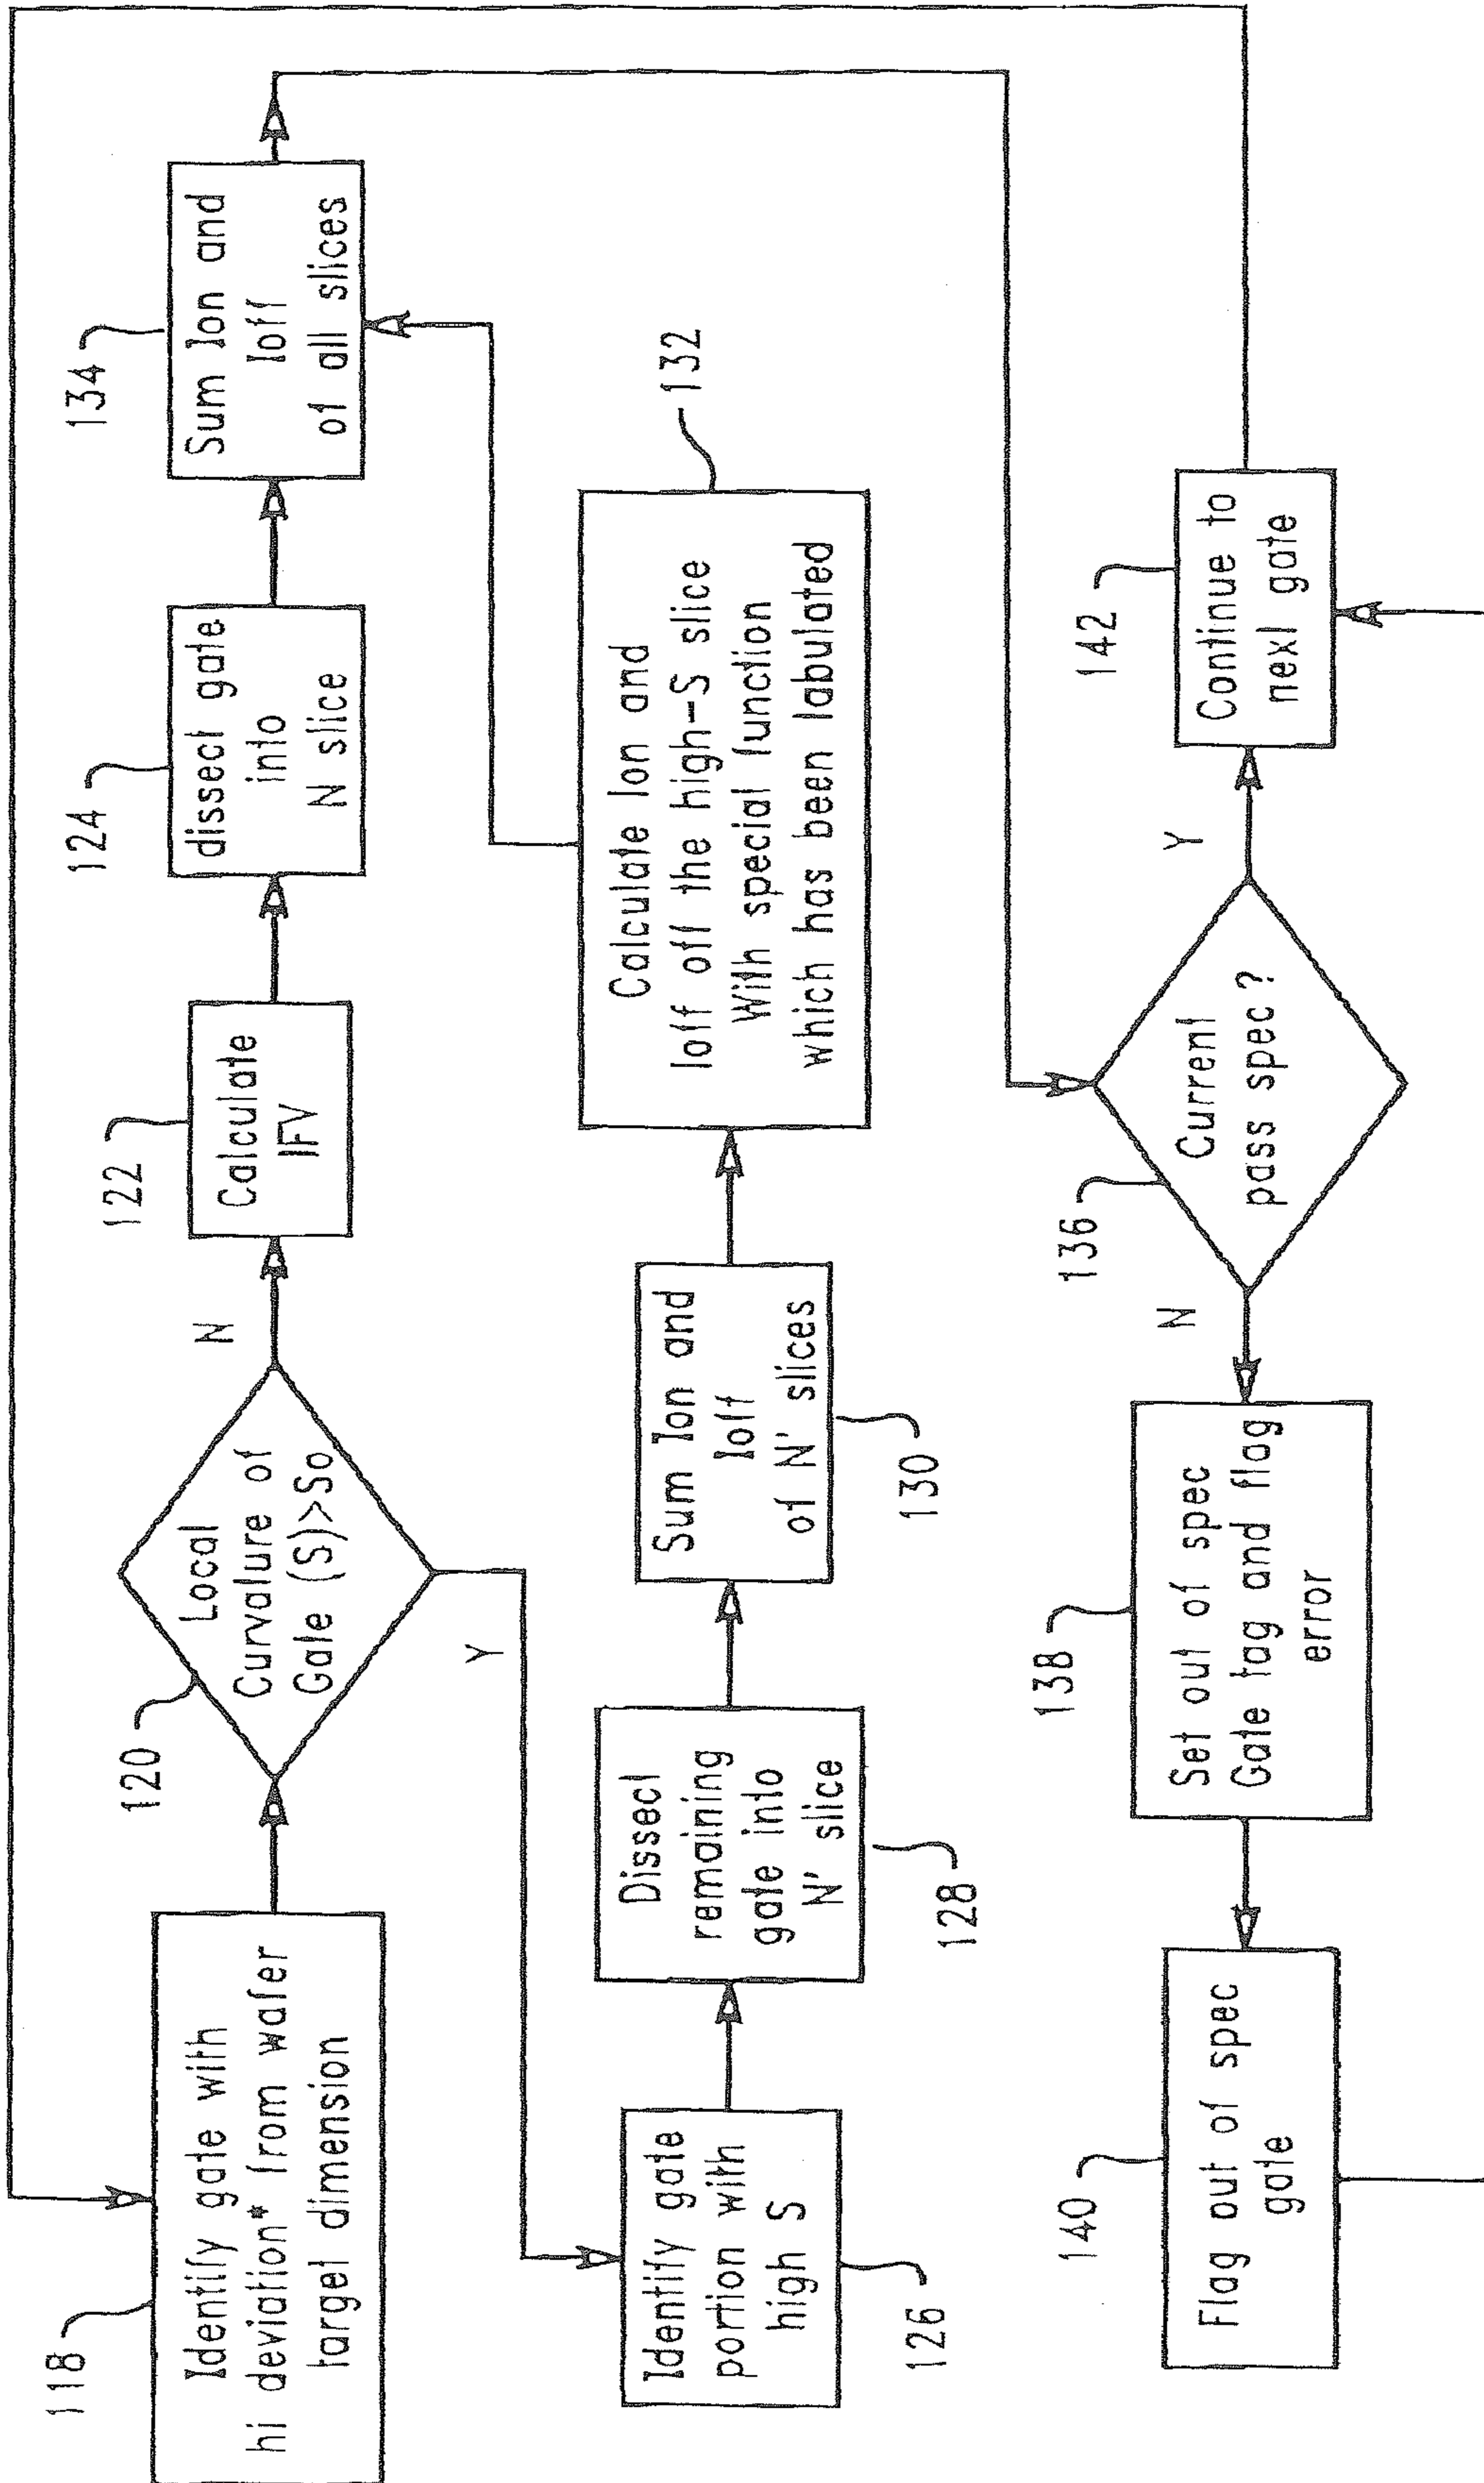 118
Identify gate with
hi deviation* from wafer
target dimension
120
Local
Curvature of
Gate (S)>So
N
Y
122
Calculate
IFV
124
dissect gate
into
N slice
134
Sum Ion and
Ioff
of all slices
126
Identify gate
portion with
high S
128
Dissect
remaining
gate into
N' slice
130
Sum Ion and
Ioff
of N' slices
132
Calculate Ion and
Ioff off the high-S slice
With special function
which has been tabulated
136
Current
pass spec ?
N
Y
138
Set out of spec
Gate tag and flag
error
140
Flag out of spec
gate
142
Continue to
next gate